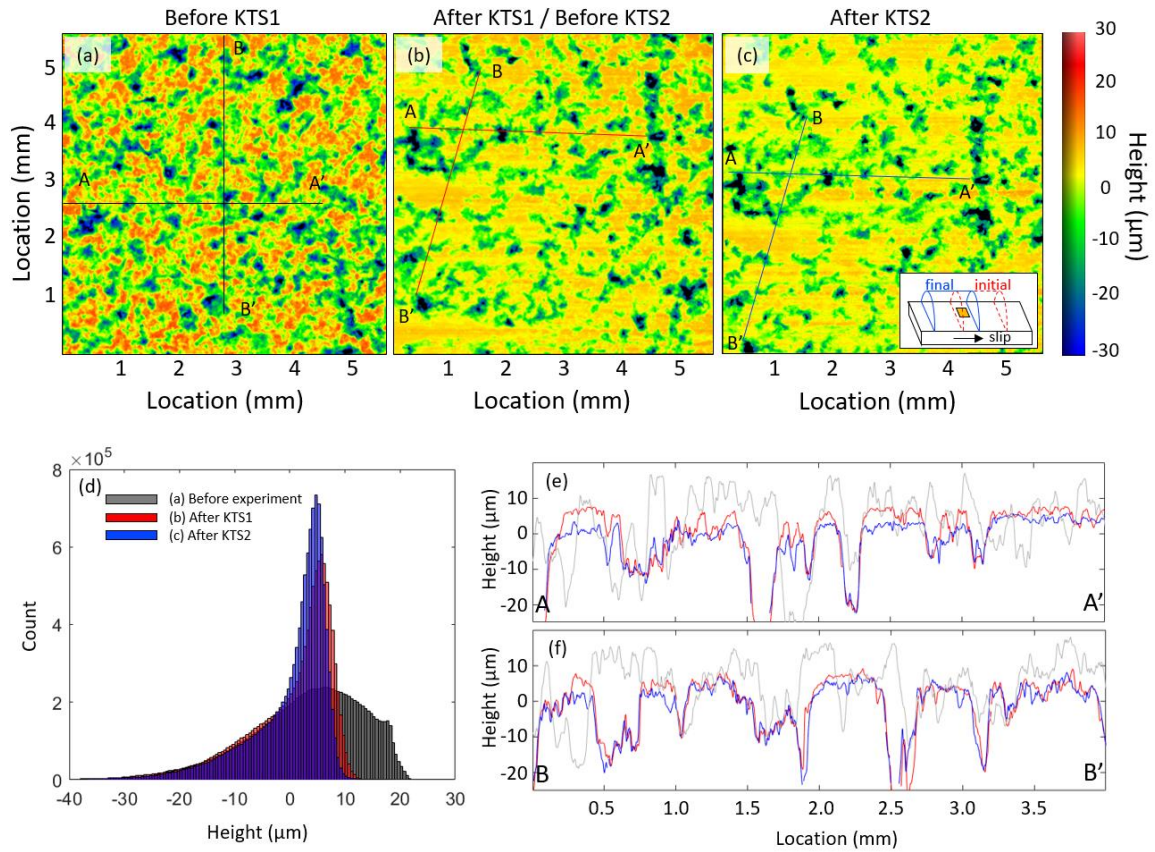 Before KTS1
After KTS1 / Before KTS2
After KTS2
(a)
B
A
A'
B'
5
4
3
2
1
Location (mm)
1 2 3 4 5
Location (mm)
(b)
B
A
A'
B'
1 2 3 4 5
Location (mm)
(c)
B
A
A'
B'
final
initial
slip
1 2 3 4 5
Location (mm)
30
20
10
0
-10
-20
-30
Height (μm)
×10⁵
(d)
(a) Before experiment
(b) After KTS1
(c) After KTS2
8
6
4
2
0
Count
-40 -30 -20 -10 0 10 20 30
Height (μm)
(e)
10
0
-10
-20
Height (μm)
A
A'
(f)
10
0
-10
-20
Height (μm)
B
B'
0.5 1.0 1.5 2.0 2.5 3.0 3.5
Location (mm)